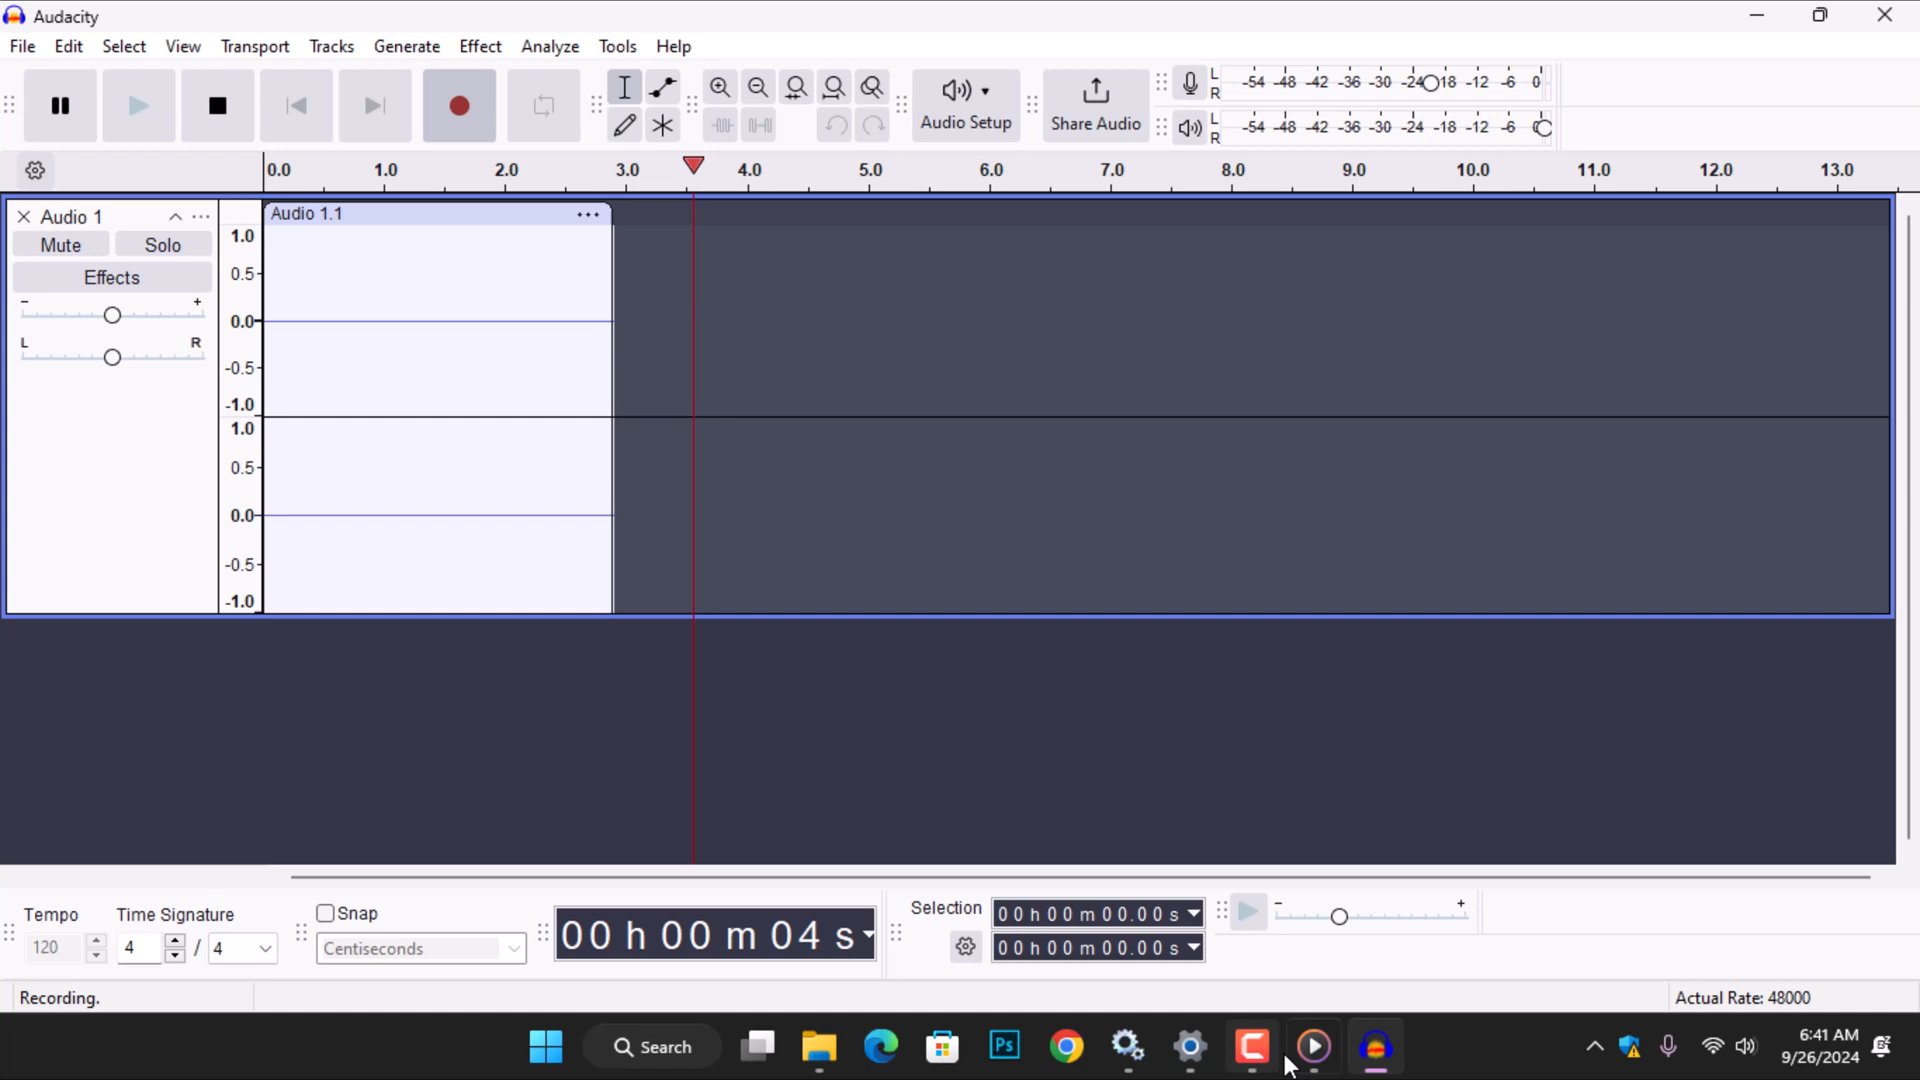 Audacity
File Edit Select View Transport Tracks Generate Effect Analyze Tools Help
Audio Setup
Share Audio
L
R
-54 -48 -42 -36 -30 -24 18 -12 -6 0
L
R
-54 -48 -42 -36 -30 -24 -18 -12 -6
0.0 1.0 2.0 3.0 4.0 5.0 6.0 7.0 8.0 9.0 10.0 11.0 12.0 13.0
Audio 1
Mute Solo
Effects
- +
L R
1.0
0.5
0.0
-0.5
-1.0
1.0
0.5
0.0
-0.5
-1.0
Audio 1.1
Tempo
120
Time Signature
4 / 4
Snap
Centiseconds
00 h 00 m 04 s
Selection
00 h 00 m 00.00 s
00 h 00 m 00.00 s
- +
Recording.
Actual Rate: 48000
Search
Ps
6:41 AM
9/26/2024